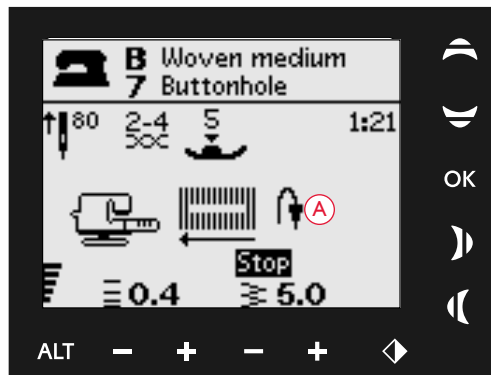 B Woven medium
7 Buttonhole
80 2-4 5 1:21
A
Stop
0.4 5.0
OK
ALT - + - +